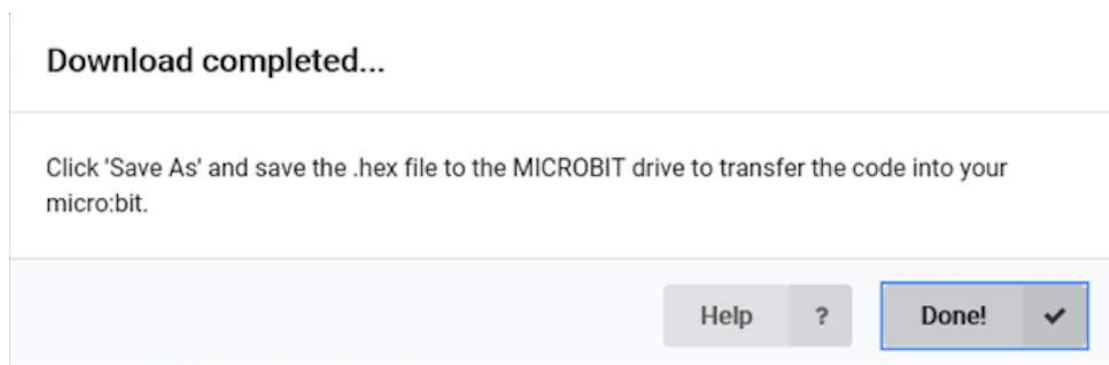 Download completed...
Click 'Save As' and save the .hex file to the MICROBIT drive to transfer the code into your
micro:bit.
Help ? Done!